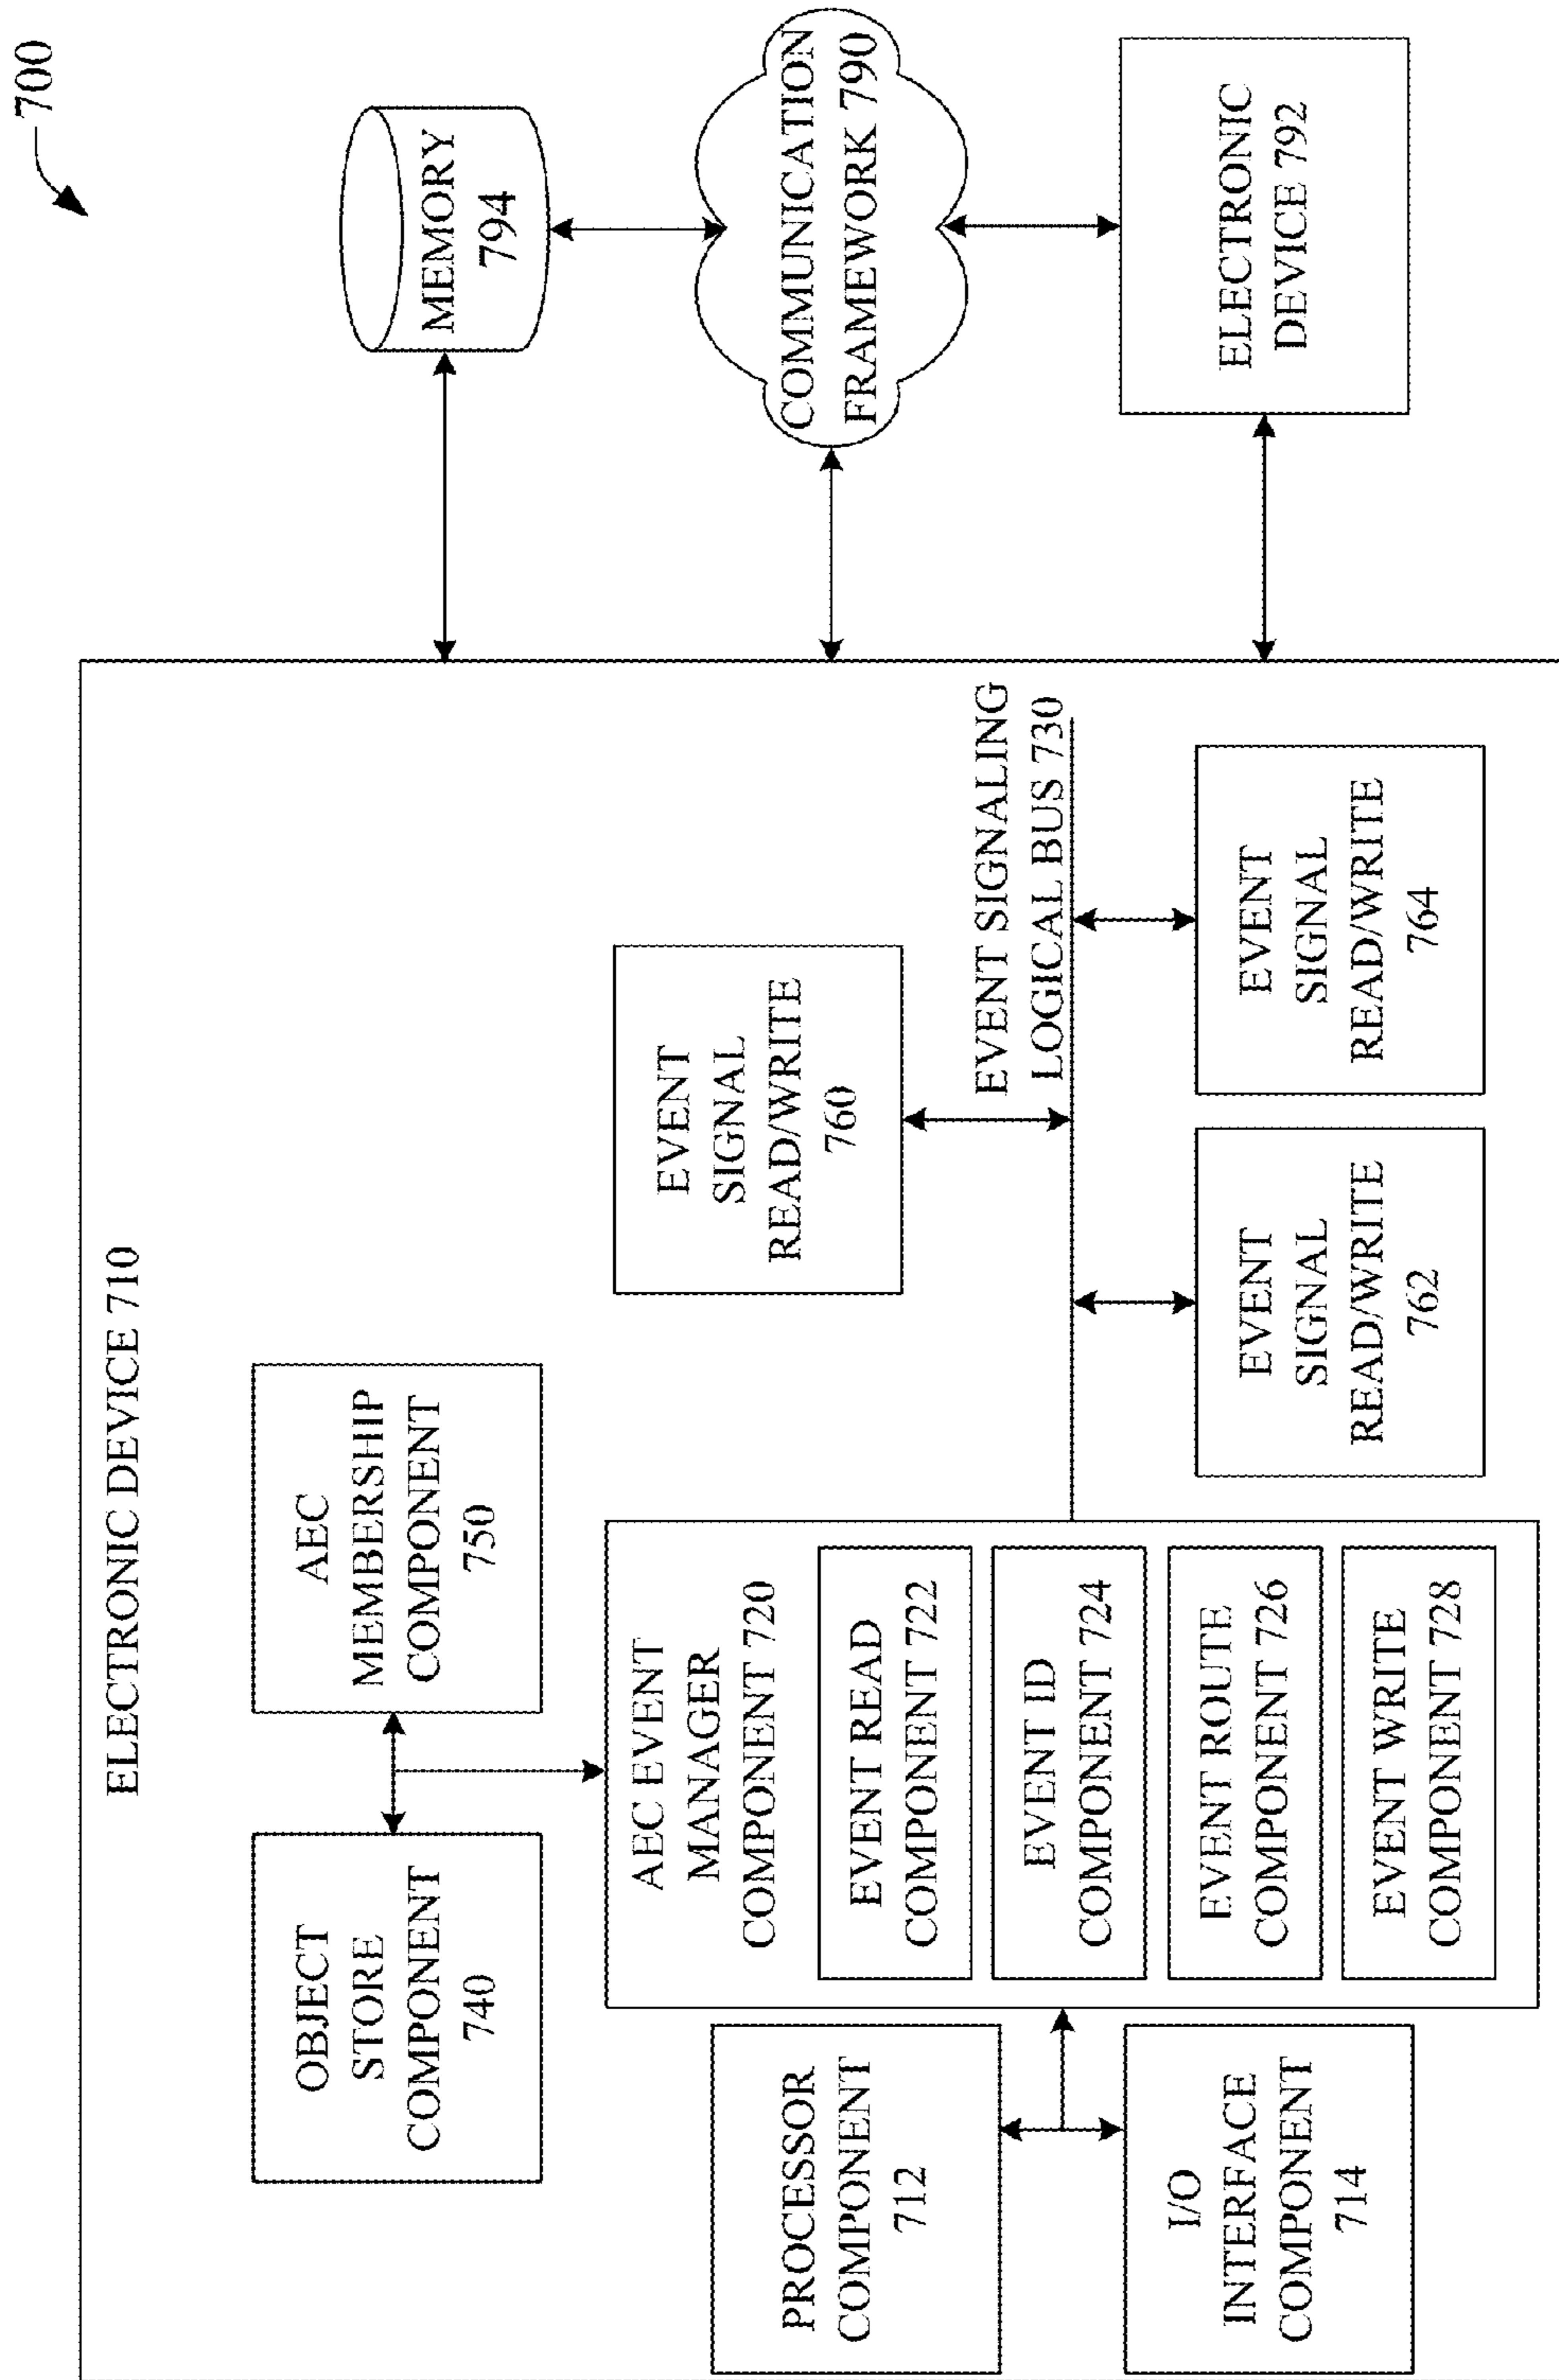 700
ELECTRONIC DEVICE 710
OBJECT
STORE
COMPONENT
740
AEC
MEMBERSHIP
COMPONENT
750
MEMORY
794
PROCESSOR
COMPONENT
712
I/O
INTERFACE
COMPONENT
714
AEC EVENT
MANAGER
COMPONENT 720
EVENT READ
COMPONENT 722
EVENT ID
COMPONENT 724
EVENT ROUTE
COMPONENT 726
EVENT WRITE
COMPONENT 728
EVENT
SIGNAL
READ/WRITE
760
EVENT SIGNALING
LOGICAL BUS 730
EVENT
SIGNAL
READ/WRITE
762
EVENT
SIGNAL
READ/WRITE
764
COMMUNICATION
FRAMEWORK 790
ELECTRONIC
DEVICE 792